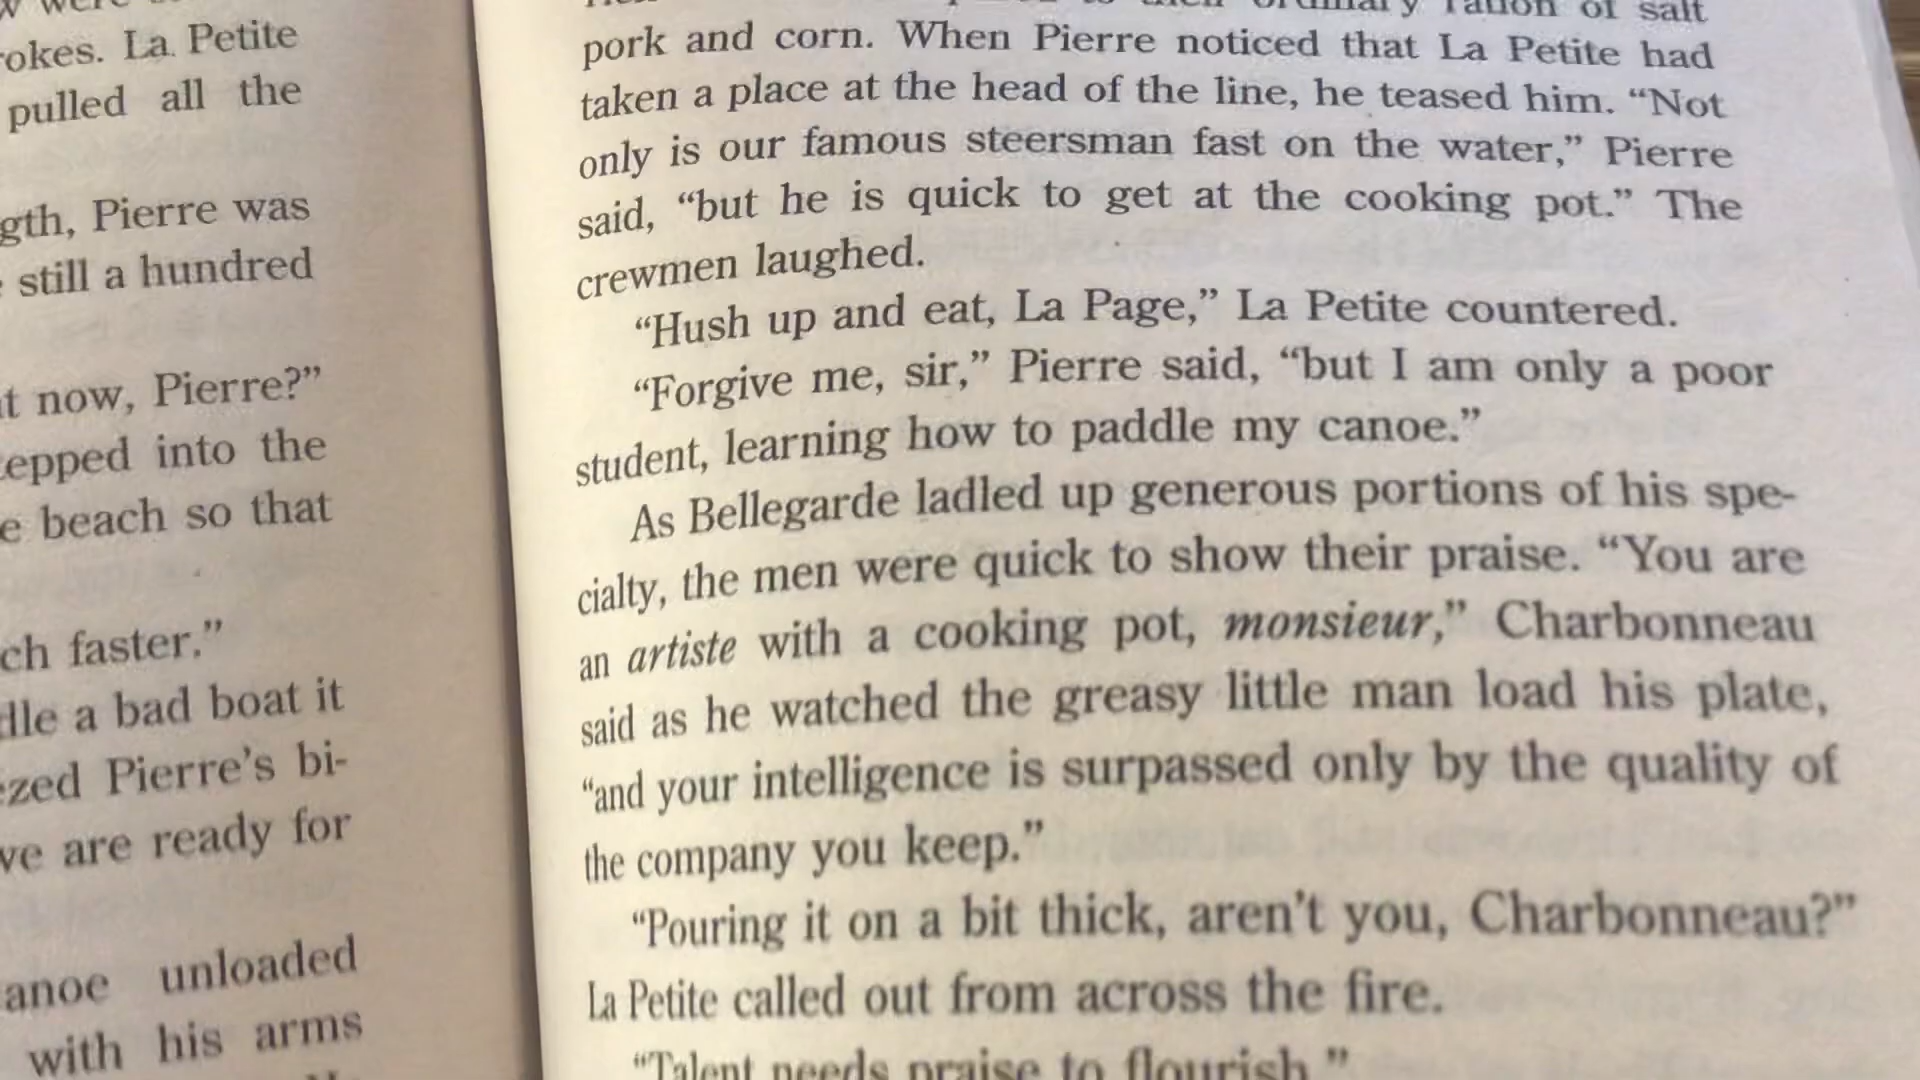 okes. La Petite
pulled all the
gth, Pierre was
still a hundred
t now, Pierre?"
epped into the
e beach so that
ch faster."
dle a bad boat it
zed Pierre's bi-
ve are ready for
anoe unloaded
with his arms
ration of salt
pork and corn. When Pierre noticed that La Petite had
taken a place at the head of the line, he teased him. “Not
only is our famous steersman fast on the water,” Pierre
said, “but he is quick to get at the cooking pot.” The
crewmen laughed.
“Hush up and eat, La Page,” La Petite countered.
“Forgive me, sir,” Pierre said, “but I am only a poor
student, learning how to paddle my canoe.”
As Bellegarde ladled up generous portions of his spe-
cialty, the men were quick to show their praise. “You are
an artiste with a cooking pot, monsieur,” Charbonneau
said as he watched the greasy little man load his plate,
“and your intelligence is surpassed only by the quality of
the company you keep.”
“Pouring it on a bit thick, aren't you, Charbonneau?”
La Petite called out from across the fire.
“Talent needs praise to flourish.”